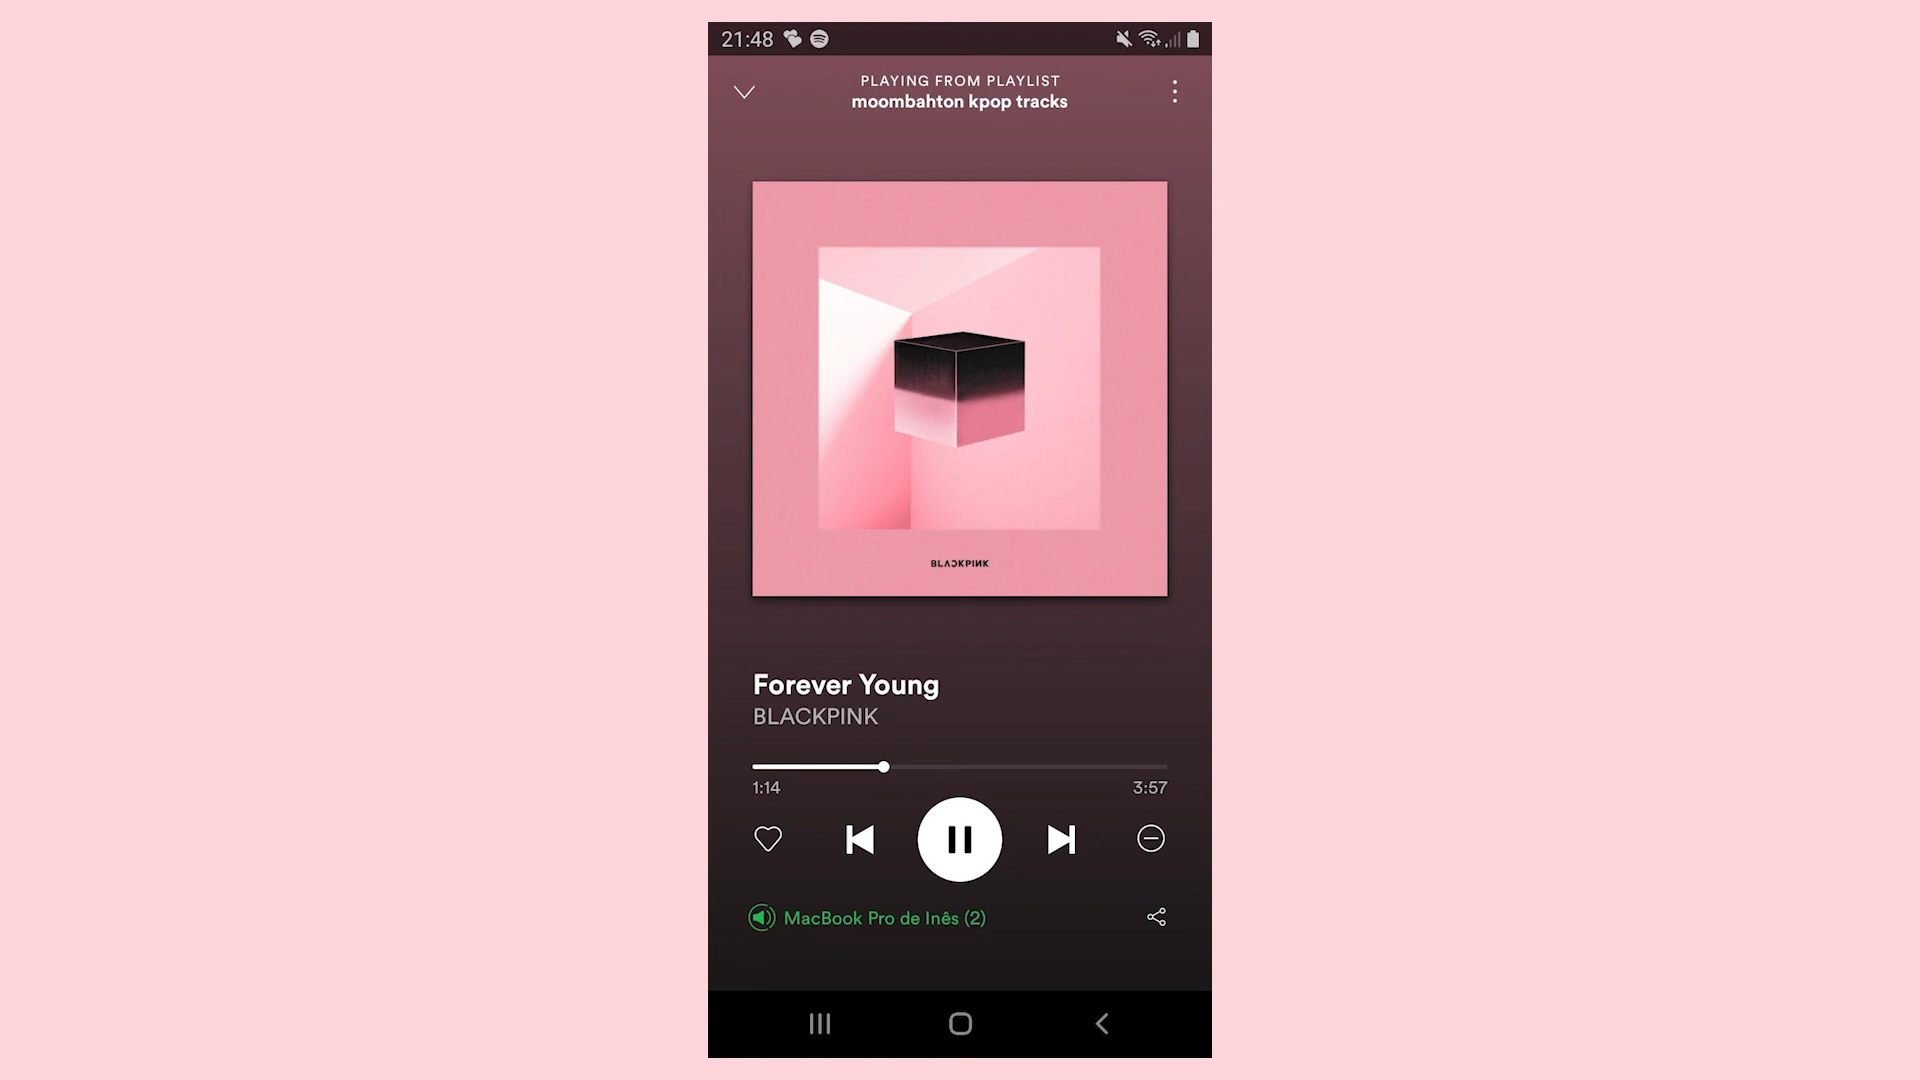 21:48
PLAYING FROM PLAYLIST
moombahton kpop tracks
BLACKPINK
Forever Young
BLACKPINK
1:14 3:57
MacBook Pro de Inês (2)